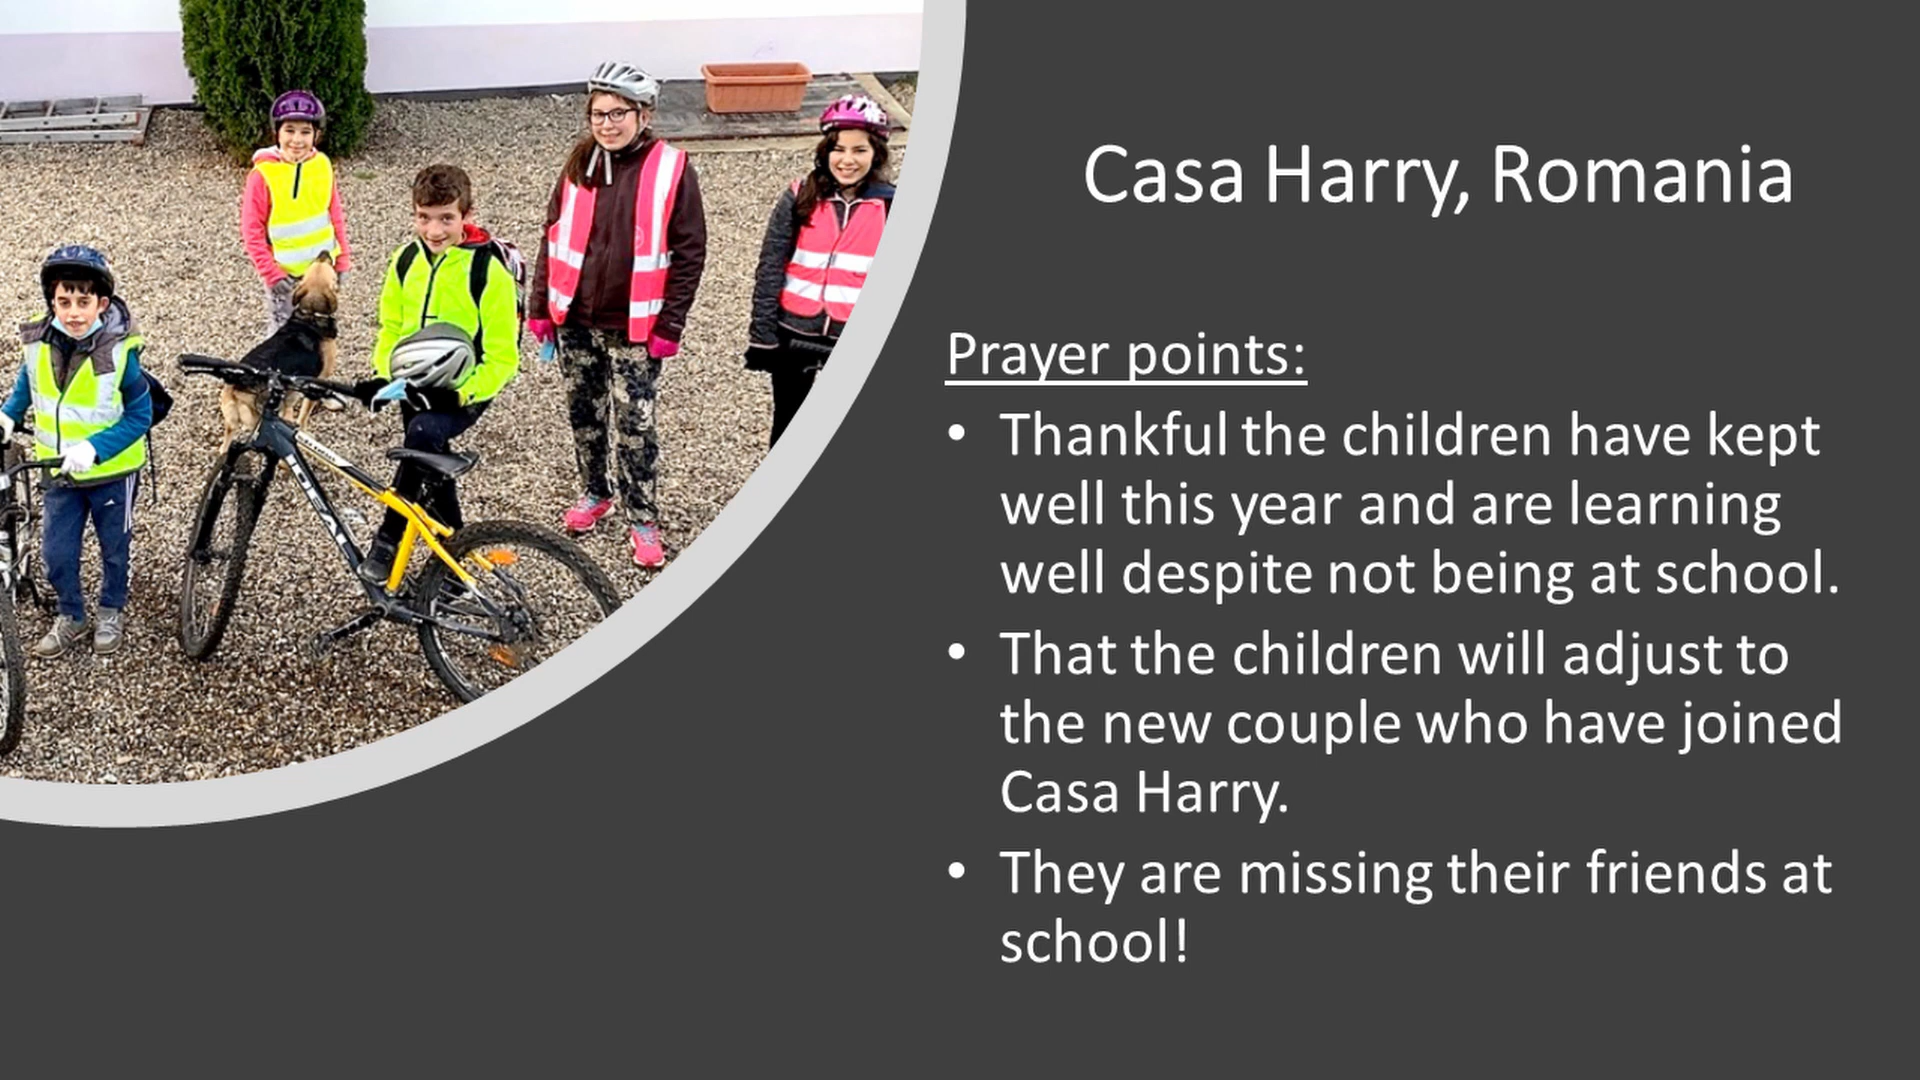 Casa Harry, Romania
Prayer points:
• Thankful the children have kept
well this year and are learning
well despite not being at school.
• That the children will adjust to
the new couple who have joined
Casa Harry.
• They are missing their friends at
school!
IDEAL